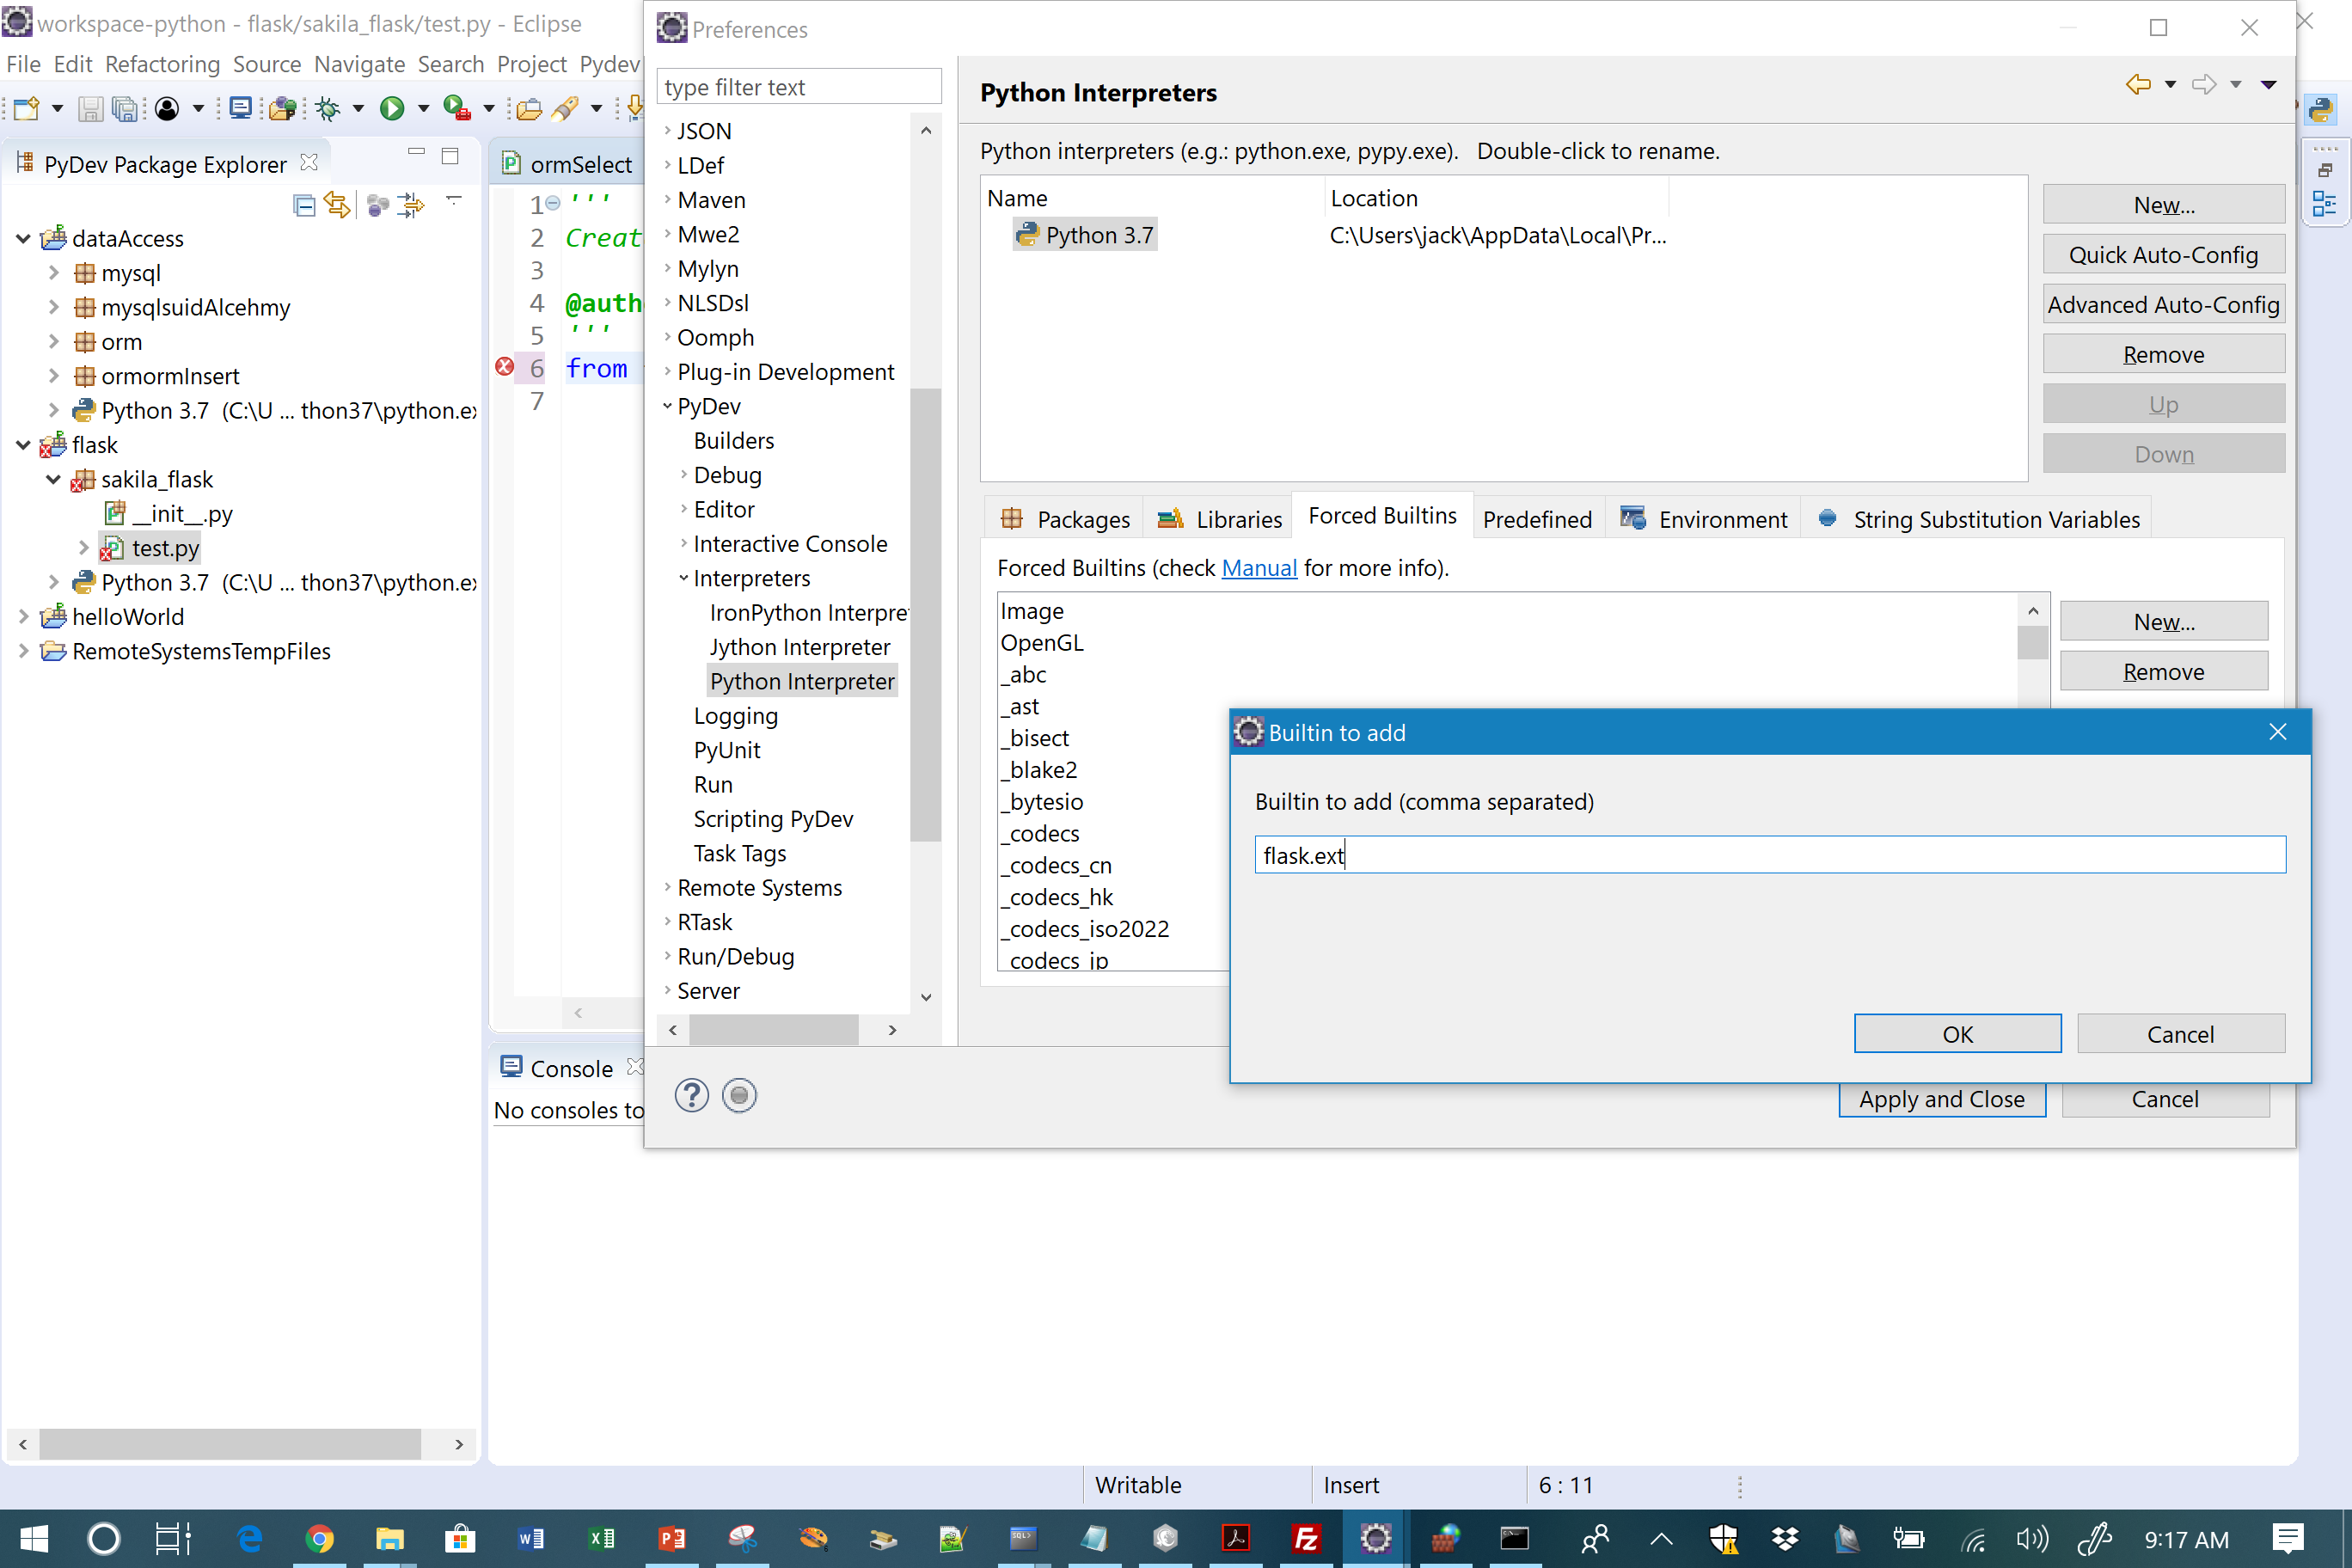 workspace-python - flask/sakila_flask/test.py - Eclipse
File Edit Refactoring Source Navigate Search Project Pydev
PyDev Package Explorer
dataAccess
mysql
mysqlsuidAlcehmy
orm
ormormInsert
Python 3.7 (C:\U ... thon37\python.ex
flask
sakila_flask
__init__.py
test.py
Python 3.7 (C:\U ... thon37\python.ex
helloWorld
RemoteSystemsTempFiles
ormSelect
1 '''
2 Creat
3
4 @auth
5 '''
6 from
7
Console
No consoles to
Preferences
type filter text
JSON
LDef
Maven
Mwe2
Mylyn
NLSDsl
Oomph
Plug-in Development
PyDev
Builders
Debug
Editor
Interactive Console
Interpreters
IronPython Interpret
Jython Interpreter
Python Interpreter
Logging
PyUnit
Run
Scripting PyDev
Task Tags
Remote Systems
RTask
Run/Debug
Server
Python Interpreters
Python interpreters (e.g.: python.exe, pypy.exe). Double-click to rename.
Name Location
Python 3.7 C:\Users\jack\AppData\Local\Pr...
New...
Quick Auto-Config
Advanced Auto-Config
Remove
Up
Down
Packages Libraries Forced Builtins Predefined Environment String Substitution Variables
Forced Builtins (check Manual for more info).
Image
OpenGL
_abc
_ast
_bisect
_blake2
_bytesio
_codecs
_codecs_cn
_codecs_hk
_codecs_iso2022
_codecs_jp
New...
Remove
Builtin to add
Builtin to add (comma separated)
flask.ext
OK Cancel
Apply and Close Cancel
Writable Insert 6 : 11
9:17 AM